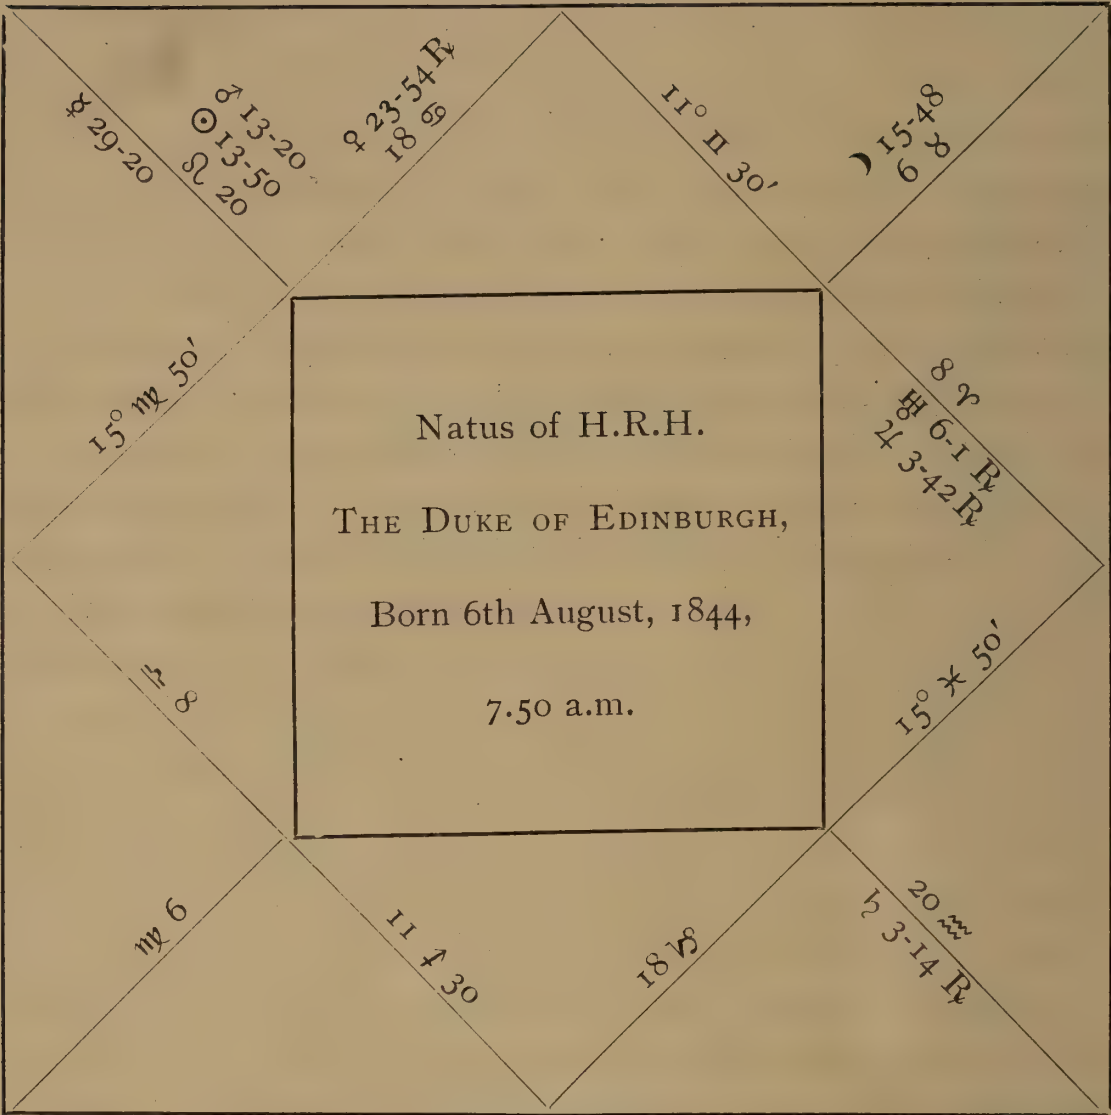 ☿ 29-20
♂ 13-20
☉ 13-50
♌ 20
♀ 23-54 ℞
18 ♋
11° ♊ 30′
☽ 15-48
6 ♉
15° ♍ 50′
8 ♈
♅ 6-1 ℞
♃ 3-42 ℞
Natus of H.R.H.
The Duke of Edinburgh,
Born 6th August, 1844,
7.50 a.m.
♎ 8
15° ♓ 50′
♍ 6
11 ♐ 30
18 ♑
20 ♒
♄ 3-14 ℞